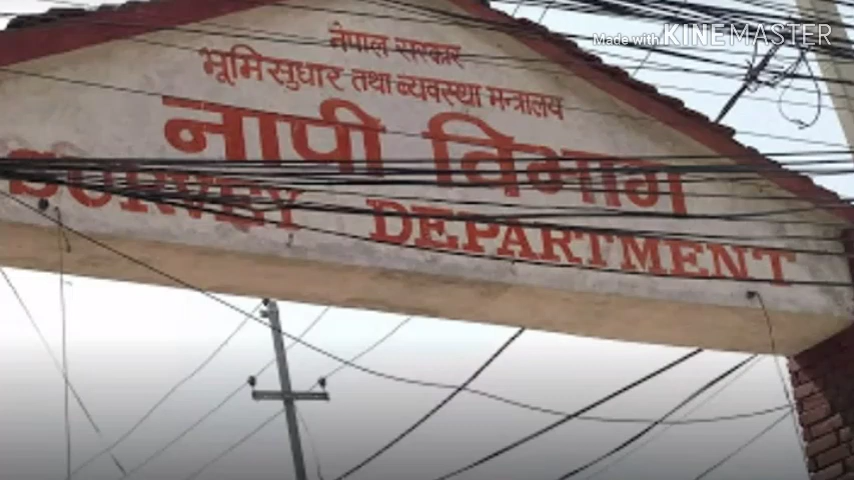 Made with KINEMASTER
नेपाल सरकार
भूमिसुधार तथा ब्यवस्था मन्त्रालय
नापी विभाग
SURVEY DEPARTMENT